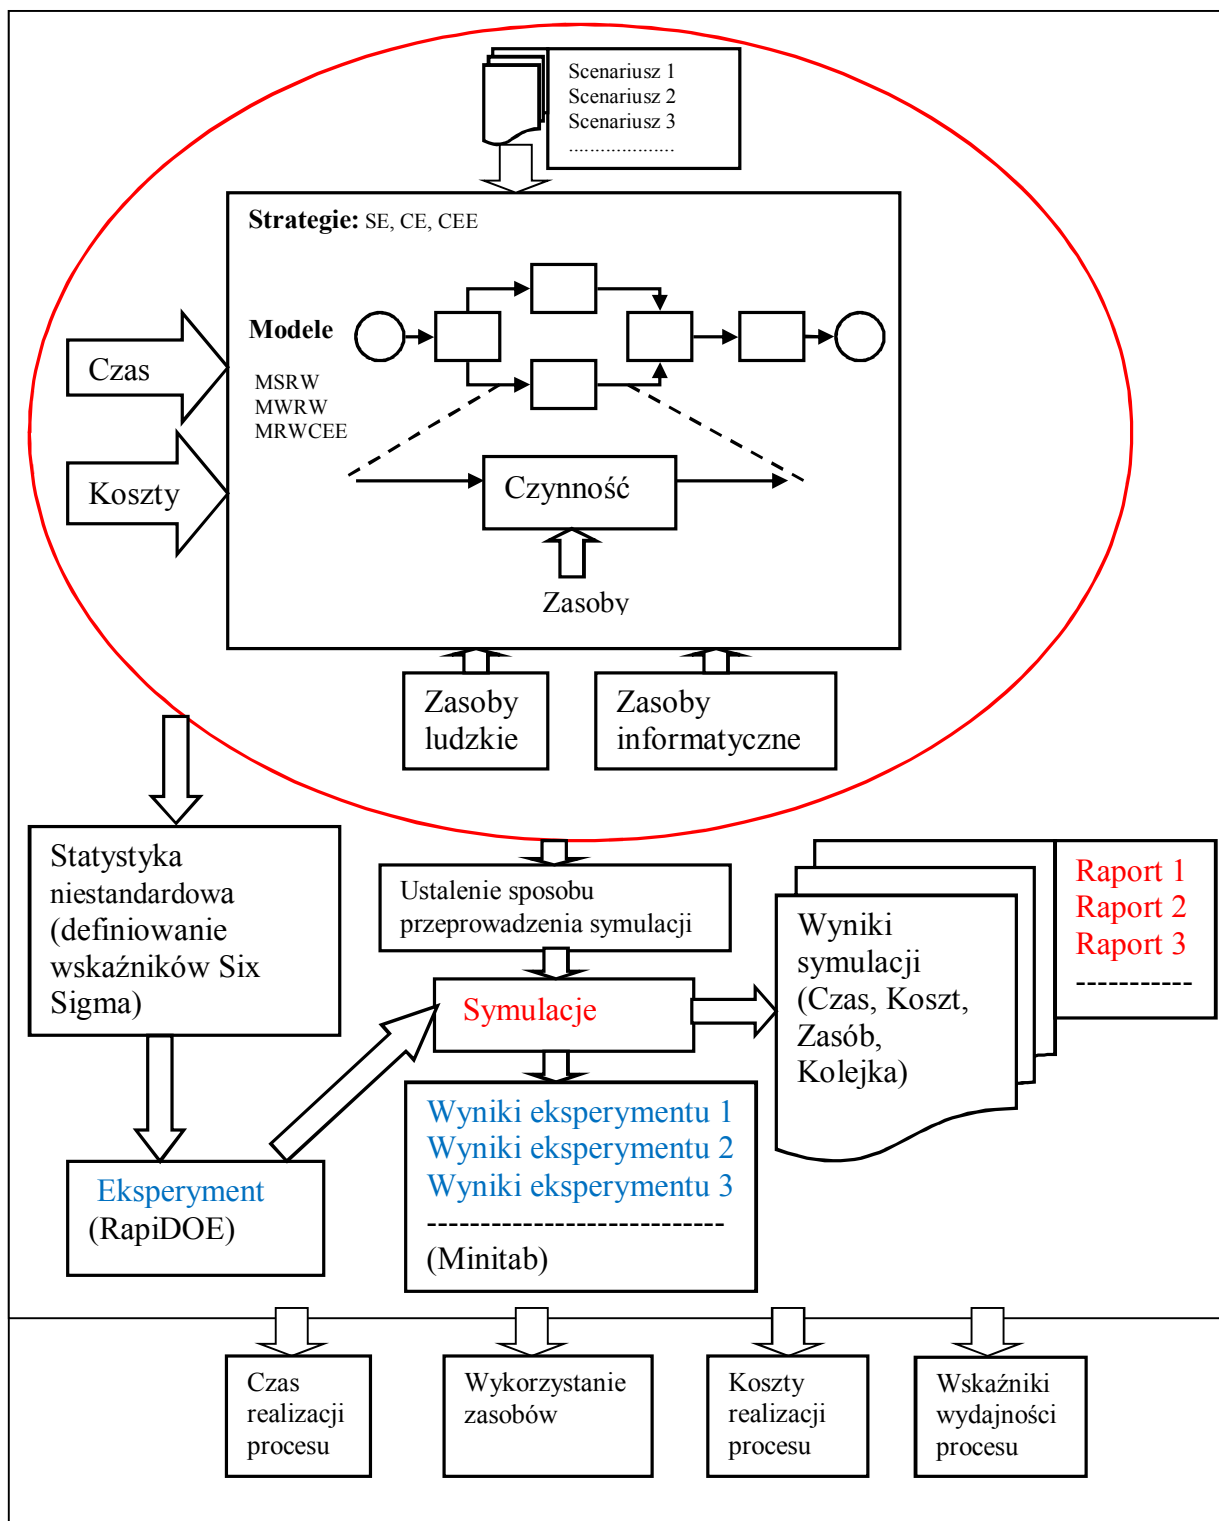 Scenariusz 1
Scenariusz 2
Scenariusz 3
....................
Strategie: SE, CE, CEE
Modele
MSRW
MWRW
MRWCEE
Czas
Koszty
Czynność
Zasoby
Zasoby
ludzkie
Zasoby
informatyczne
Statystyka
niestandardowa
(definiowanie
wskaźników Six
Sigma)
Ustalenie sposobu
przeprowadzenia symulacji
Symulacje
Wyniki
symulacji
(Czas, Koszt,
Zasób,
Kolejka)
Raport 1
Raport 2
Raport 3
-----------
Eksperyment
(RapiDOE)
Wyniki eksperymentu 1
Wyniki eksperymentu 2
Wyniki eksperymentu 3
----------------------------
(Minitab)
Czas
realizacji
procesu
Wykorzystanie
zasobów
Koszty
realizacji
procesu
Wskaźniki
wydajności
procesu